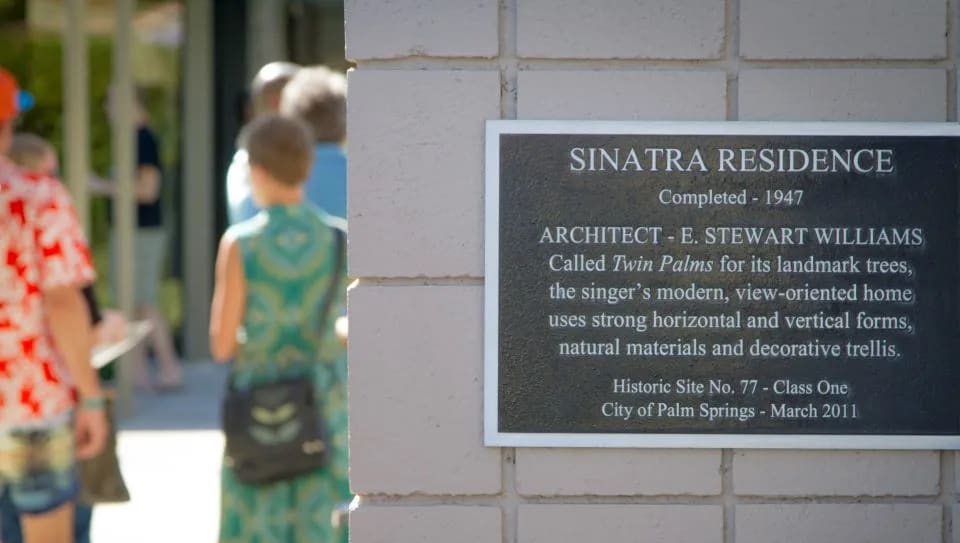 SINATRA RESIDENCE
Completed - 1947
ARCHITECT - E. STEWART WILLIAMS
Called Twin Palms for its landmark trees,
the singer's modern, view-oriented home
uses strong horizontal and vertical forms,
natural materials and decorative trellis.
Historic Site No. 77 - Class One
City of Palm Springs - March 2011